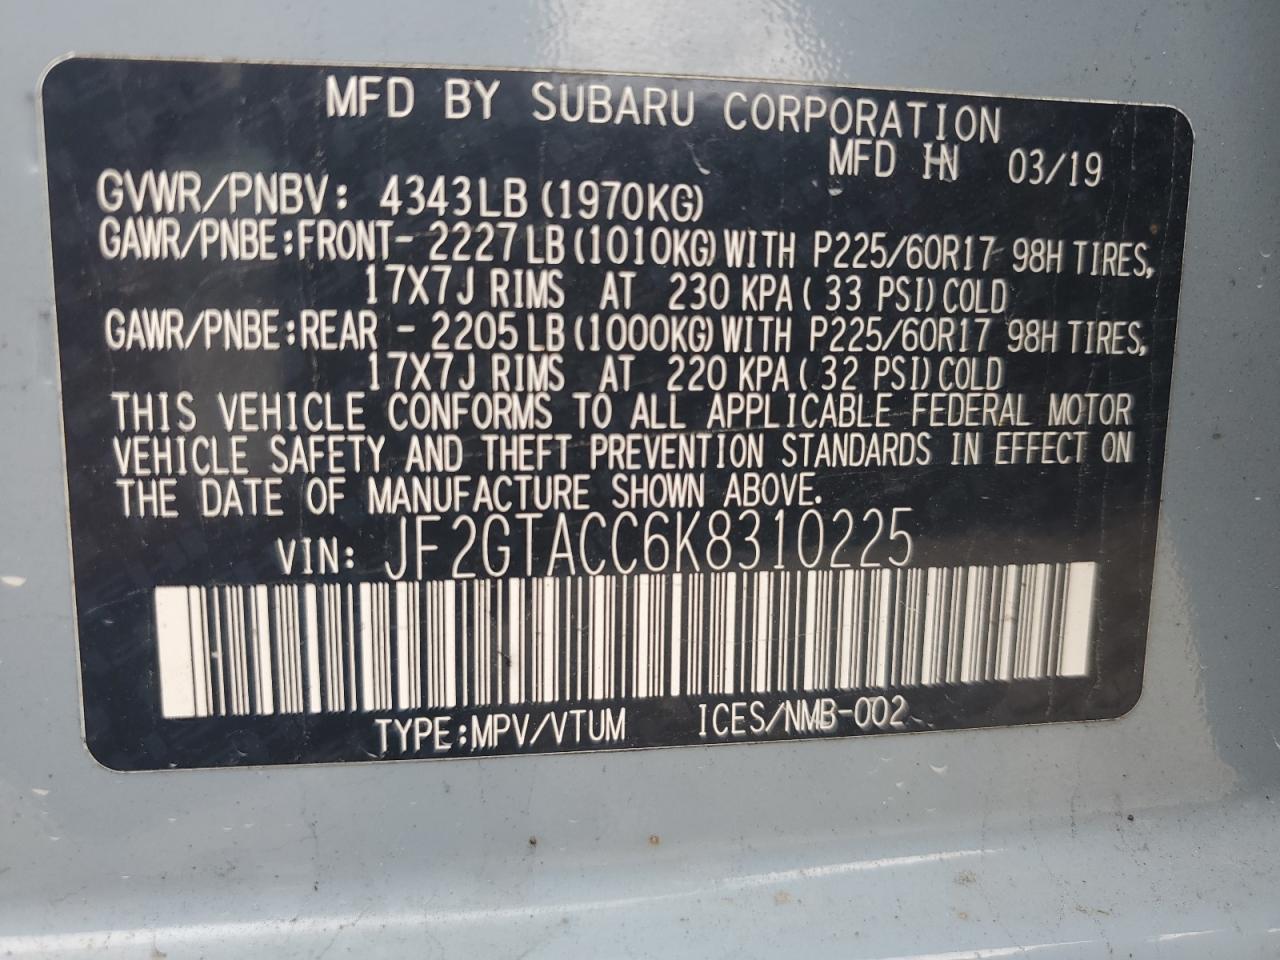 MFD BY SUBARU CORPORATION
MFD IN 03/19
GVWR/PNBV: 4343LB (1970KG)
GAWR/PNBE:FRONT- 2227LB (1010KG) WITH P225/60R17 98H TIRES,
17X7J RIMS AT 230 KPA ( 33 PSI) COLD
GAWR/PNBE:REAR - 2205LB (1000KG) WITH P225/60R17 98H TIRES,
17X7J RIMS AT 220 KPA ( 32 PSI) COLD
THIS VEHICLE CONFORMS TO ALL APPLICABLE FEDERAL MOTOR
VEHICLE SAFETY AND THEFT PREVENTION STANDARDS IN EFFECT ON
THE DATE OF MANUFACTURE SHOWN ABOVE.
VIN: JF2GTACC6K8310225
TYPE:MPV/VTUM ICES/NMB-002